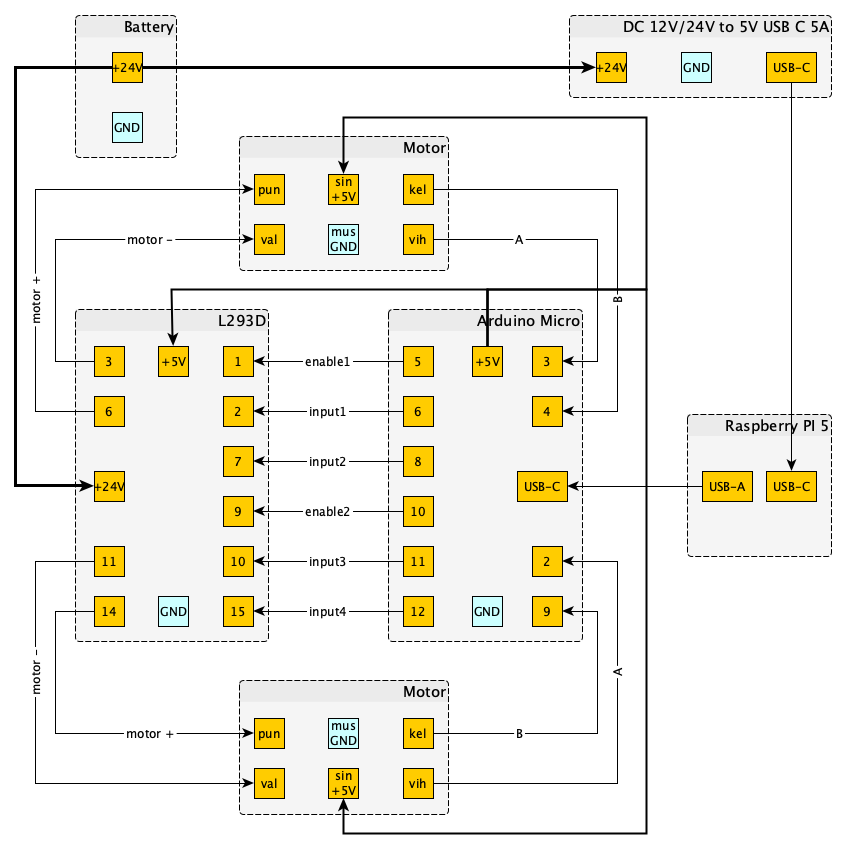 Battery
+24V
GND
DC 12V/24V to 5V USB C 5A
+24V
GND
USB-C
Motor
pun
sin
+5V
kel
val
mus
GND
vih
motor –
motor +
A
B
L293D
3
+5V
1
6
2
7
+24V
9
11
10
14
GND
15
enable1
input1
input2
enable2
input3
input4
Arduino Micro
5
+5V
3
6
4
8
USB-C
10
11
2
12
GND
9
Raspberry PI 5
USB-A
USB-C
motor –
motor +
A
B
Motor
pun
mus
GND
kel
val
sin
+5V
vih